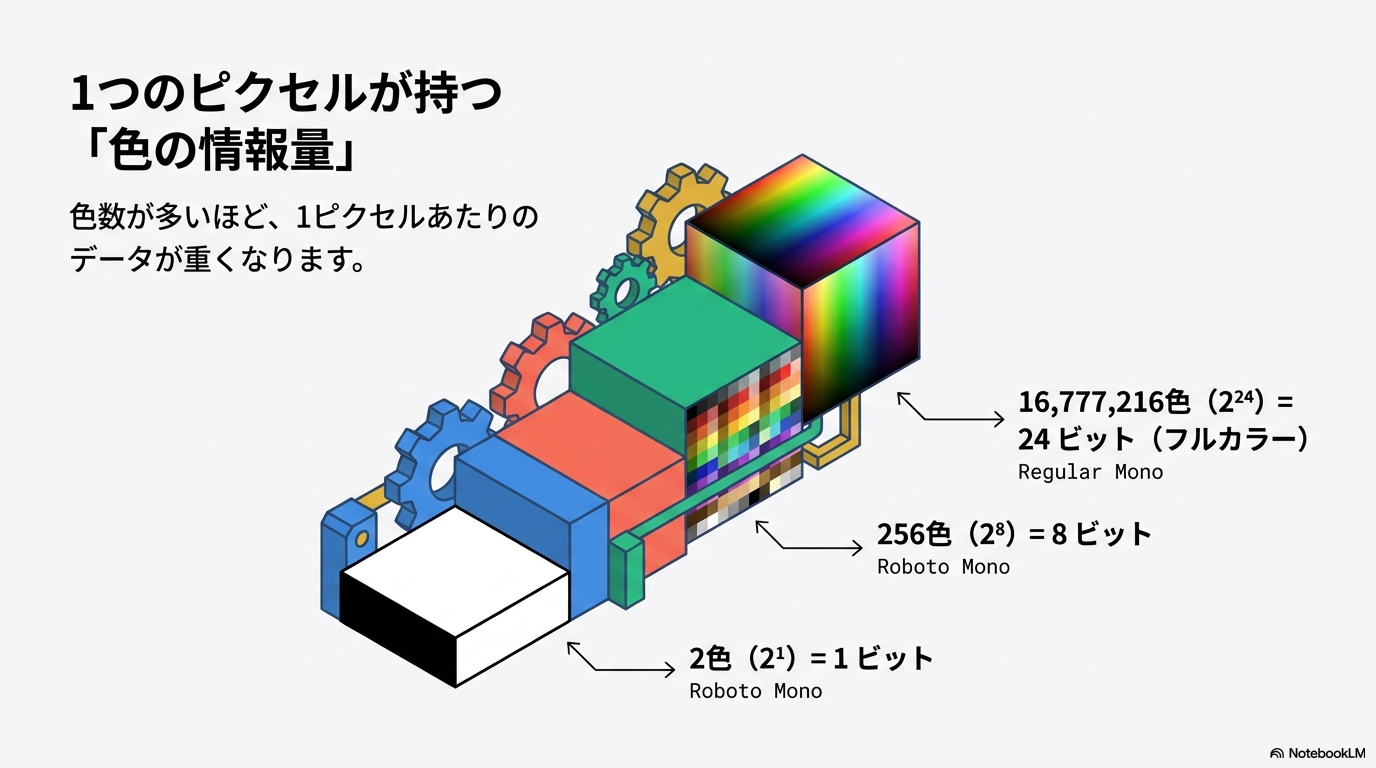 1つのピクセルが持つ
「色の情報量」
色数が多いほど、1ピクセルあたりの
データが重くなります。
16,777,216色（2²⁴）=
24 ビット（フルカラー）
Regular Mono
256色（2⁸）= 8 ビット
Roboto Mono
2色（2¹）= 1 ビット
Roboto Mono
NotebookLM